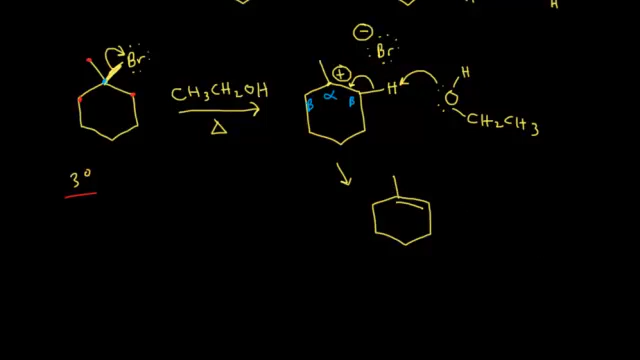 H
⊖
Br
Br
CH3CH2OH
Δ
⊕
H
H
O
CH2CH3
β
α
β
3°